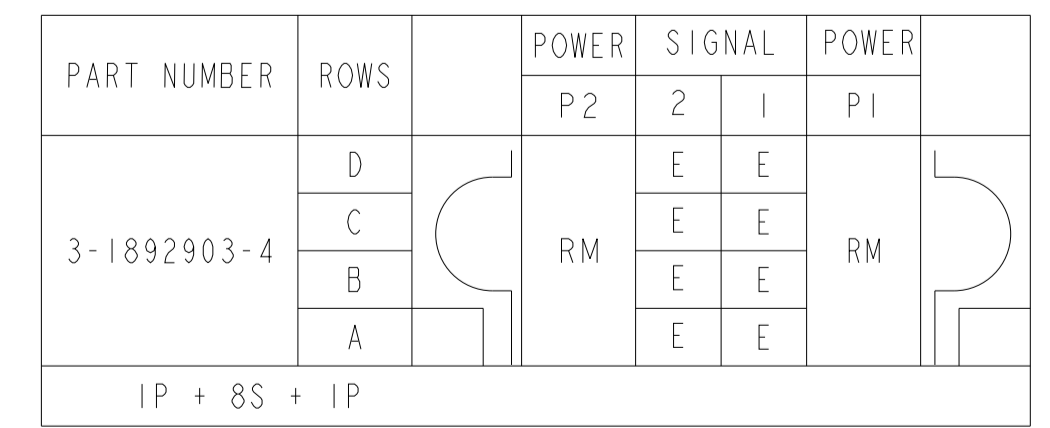 PART NUMBER ROWS POWER SIGNAL POWER
P2 2 1 P1
3-1892903-4 D RM E E RM
C E E
B E E
A E E
1P + 8S + 1P